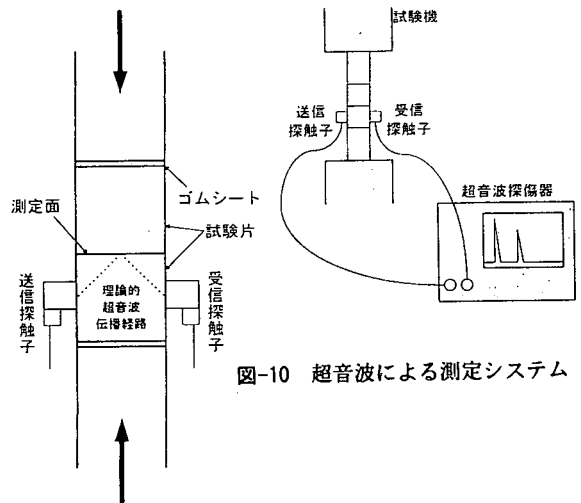 試験機
送信
探触子
受信
探触子
超音波探傷器
ゴムシート
測定面
試験片
送信探触子
受信探触子
理論的
超音波
伝播経路
図-10 超音波による測定システム